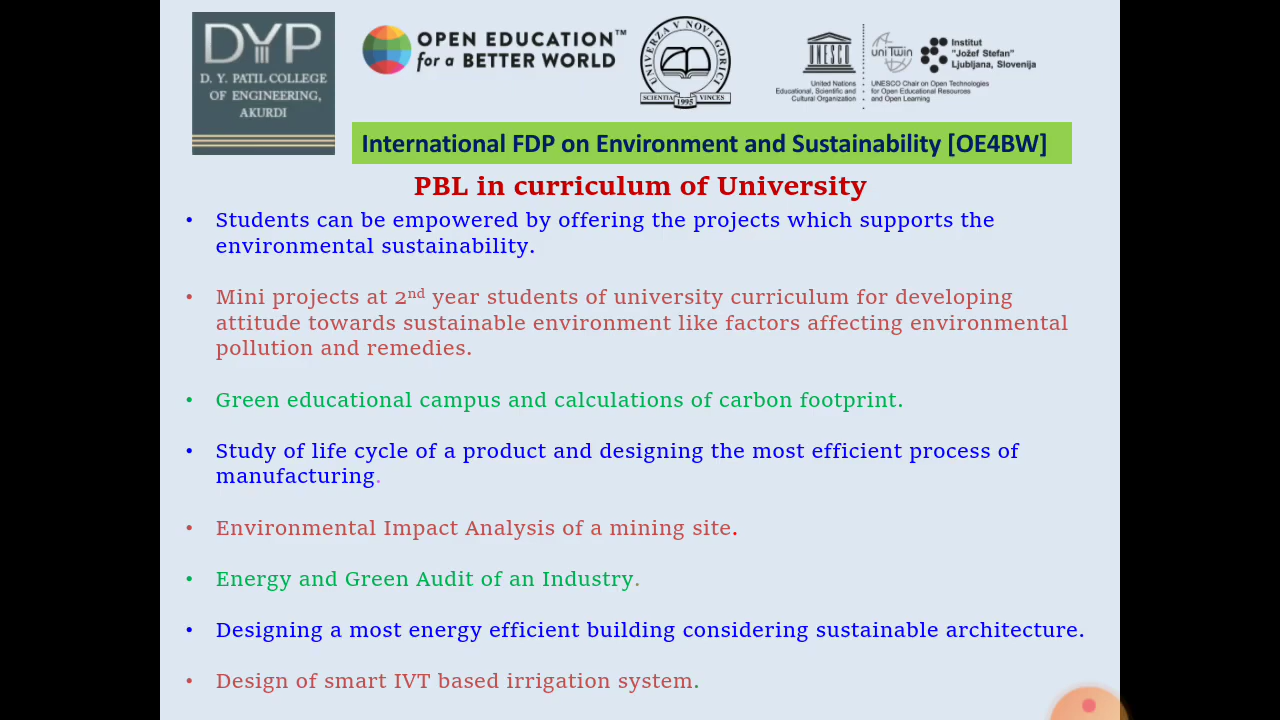 DYP
D. Y. PATIL COLLEGE
OF ENGINEERING,
AKURDI
OPEN EDUCATION™
for a BETTER WORLD
UNIVERZA V NOVI GORICI
SCIENTIA VINCES
1995
UNESCO
United Nations
Educational, Scientific and
Cultural Organization
uniTwin
Institut
"Jožef Stefan"
Ljubljana, Slovenija
UNESCO Chair on Open Technologies
for Open Educational Resources
and Open Learning
International FDP on Environment and Sustainability [OE4BW]
PBL in curriculum of University
• Students can be empowered by offering the projects which supports the
environmental sustainability.
• Mini projects at 2nd year students of university curriculum for developing
attitude towards sustainable environment like factors affecting environmental
pollution and remedies.
• Green educational campus and calculations of carbon footprint.
• Study of life cycle of a product and designing the most efficient process of
manufacturing.
• Environmental Impact Analysis of a mining site.
• Energy and Green Audit of an Industry.
• Designing a most energy efficient building considering sustainable architecture.
• Design of smart IVT based irrigation system.